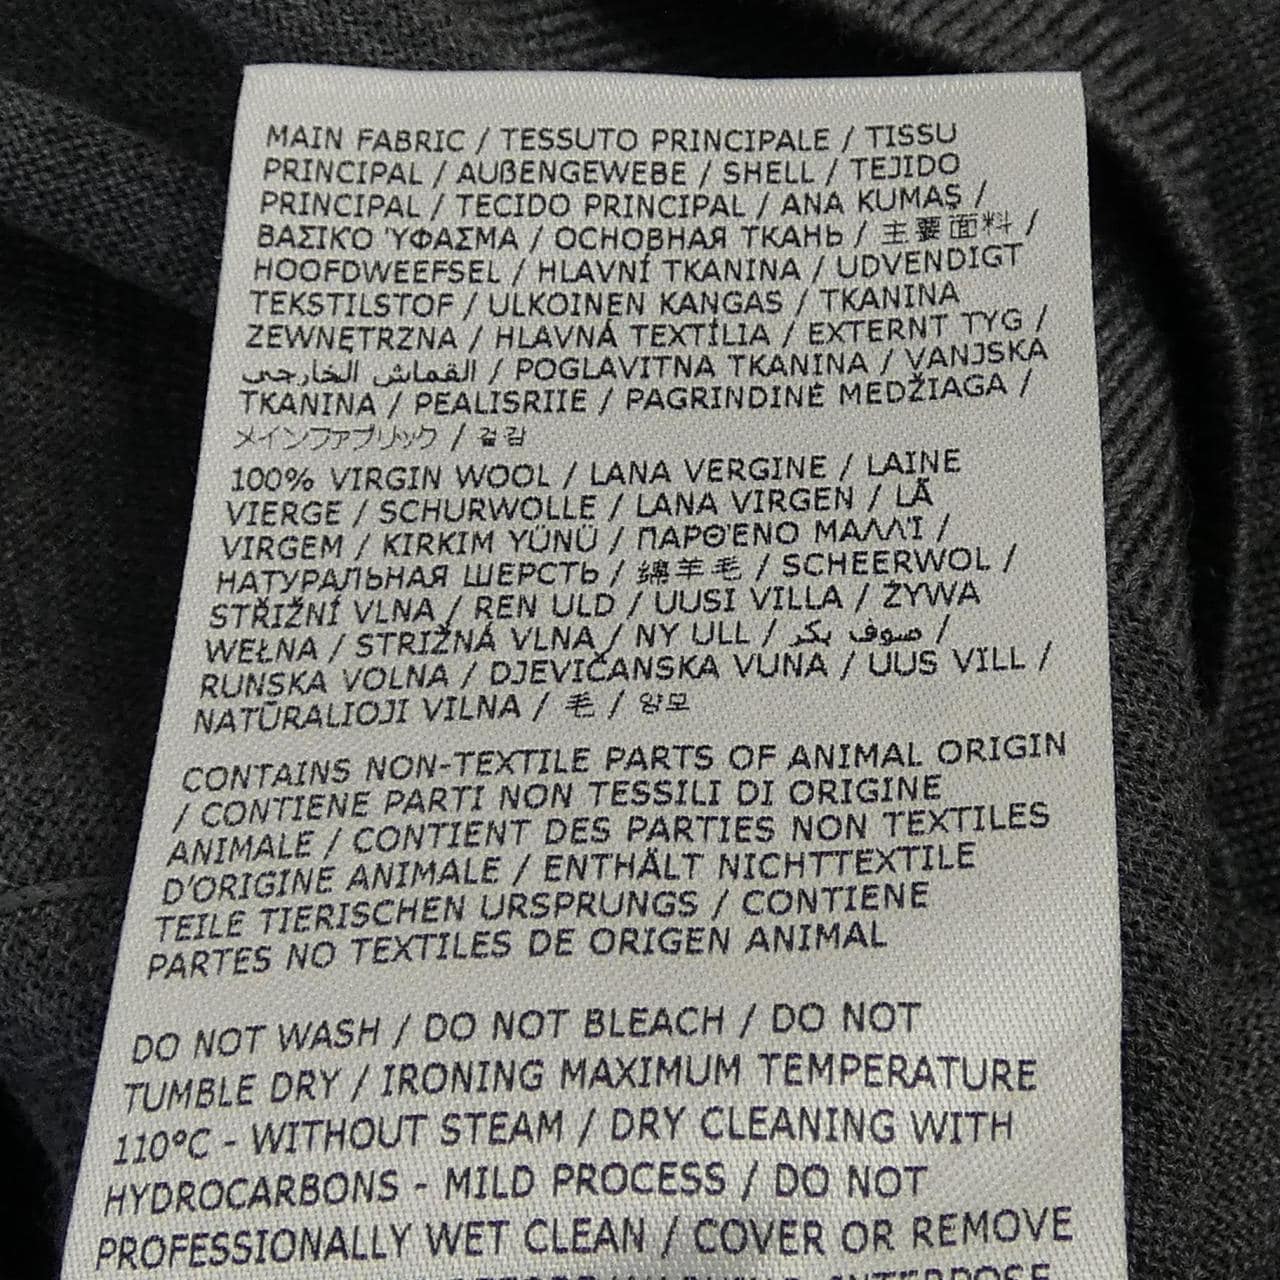 MAIN FABRIC / TESSUTO PRINCIPALE / TISSU
PRINCIPAL / AUßENGEWEBE / SHELL / TEJIDO
PRINCIPAL / TECIDO PRINCIPAL / ANA KUMAŞ /
ΒΑΣΙΚΌ ΎΦΑΣΜΑ / ОСНОВНАЯ ТКАНЬ / 主要面料 /
HOOFDWEEFSEL / HLAVNÍ TKANINA / UDVENDIGT
TEKSTILSTOF / ULKOINEN KANGAS / TKANINA
ZEWNĘTRZNA / HLAVNÁ TEXTÍLIA / EXTERNT TYG /
القماش الخارجي / POGLAVITNA TKANINA / VANJSKA
TKANINA / PEALISRIIE / PAGRINDINĖ MEDŽIAGA /
メインファブリック / 겉감
100% VIRGIN WOOL / LANA VERGINE / LAINE
VIERGE / SCHURWOLLE / LANA VIRGEN / LÃ
VIRGEM / KIRKIM YÜNÜ / ΠΑΡΘΈΝΟ ΜΑΛΛΊ /
НАТУРАЛЬНАЯ ШЕРСТЬ / 绵羊毛 / SCHEERWOL /
STŘIŽNÍ VLNA / REN ULD / UUSI VILLA / ŻYWA
WEŁNA / STRIŽNÁ VLNA / NY ULL / صوف بكر /
RUNSKA VOLNA / DJEVIČANSKA VUNA / UUS VILL /
NATŪRALIOJI VILNA / 毛 / 양모
CONTAINS NON-TEXTILE PARTS OF ANIMAL ORIGIN
/ CONTIENE PARTI NON TESSILI DI ORIGINE
ANIMALE / CONTIENT DES PARTIES NON TEXTILES
D'ORIGINE ANIMALE / ENTHÄLT NICHTTEXTILE
TEILE TIERISCHEN URSPRUNGS / CONTIENE
PARTES NO TEXTILES DE ORIGEN ANIMAL
DO NOT WASH / DO NOT BLEACH / DO NOT
TUMBLE DRY / IRONING MAXIMUM TEMPERATURE
110°C - WITHOUT STEAM / DRY CLEANING WITH
HYDROCARBONS - MILD PROCESS / DO NOT
PROFESSIONALLY WET CLEAN / COVER OR REMOVE